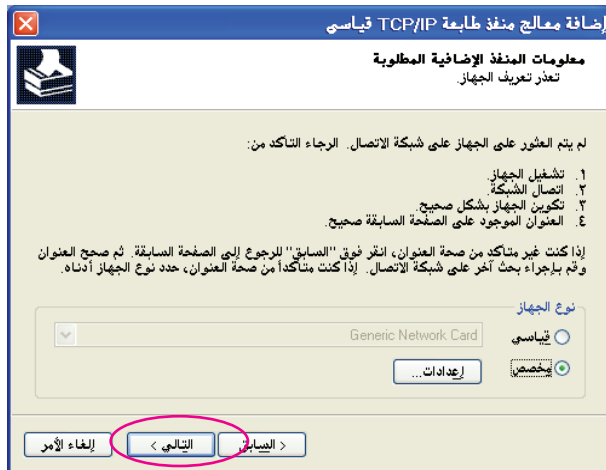 إضافة معالج منفذ طابعة TCP/IP قياسي
معلومات المنفذ الإضافية المطلوبة
تعذر تعريف الجهاز.
لم يتم العثور على الجهاز على شبكة الاتصال. الرجاء التأكد من:
١. تشغيل الجهاز.
٢. اتصال الشبكة.
٣. تكوين الجهاز بشكل صحيح.
٤. العنوان الموجود على الصفحة السابقة صحيح.
إذا كنت غير متأكد من صحة العنوان، انقر فوق "السابق" للرجوع إلى الصفحة السابقة. ثم صحح العنوان
وقم بإجراء بحث آخر على شبكة الاتصال. إذا كنت متأكداً من صحة العنوان، حدد نوع الجهاز أدناه.
نوع الجهاز
قياسي Generic Network Card
مخصص إعدادات...
< السابق التالي > إلغاء الأمر